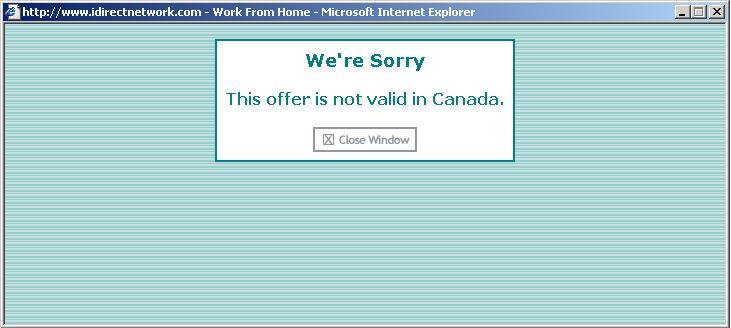 http://www.idirectnetwork.com - Work From Home - Microsoft Internet Explorer
We're Sorry
This offer is not valid in Canada.
Close Window